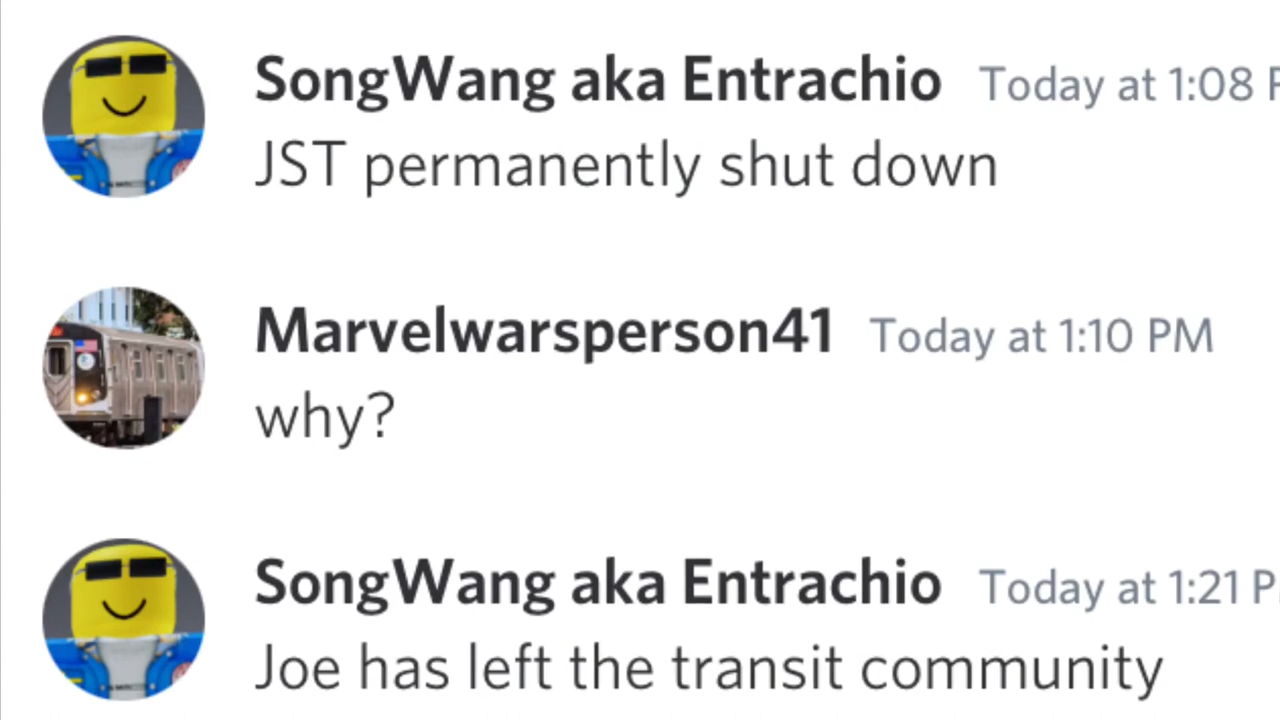 SongWang aka Entrachio Today at 1:08
JST permanently shut down
Marvelwarsperson41 Today at 1:10 PM
why?
SongWang aka Entrachio Today at 1:21 P
Joe has left the transit community